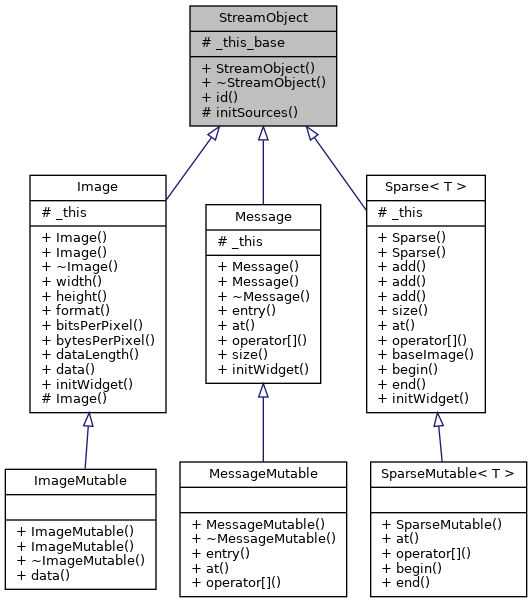 StreamObject
# _this_base
+ StreamObject()
+ ~StreamObject()
+ id()
# initSources()
Image
# _this
+ Image()
+ Image()
+ ~Image()
+ width()
+ height()
+ format()
+ bitsPerPixel()
+ bytesPerPixel()
+ dataLength()
+ data()
+ initWidget()
# Image()
Message
# _this
+ Message()
+ Message()
+ ~Message()
+ entry()
+ at()
+ operator[]()
+ size()
+ initWidget()
Sparse< T >
# _this
+ Sparse()
+ Sparse()
+ add()
+ add()
+ add()
+ size()
+ at()
+ operator[]()
+ baseImage()
+ begin()
+ end()
+ initWidget()
ImageMutable
+ ImageMutable()
+ ImageMutable()
+ ~ImageMutable()
+ data()
MessageMutable
+ MessageMutable()
+ ~MessageMutable()
+ entry()
+ at()
+ operator[]()
SparseMutable< T >
+ SparseMutable()
+ at()
+ operator[]()
+ begin()
+ end()